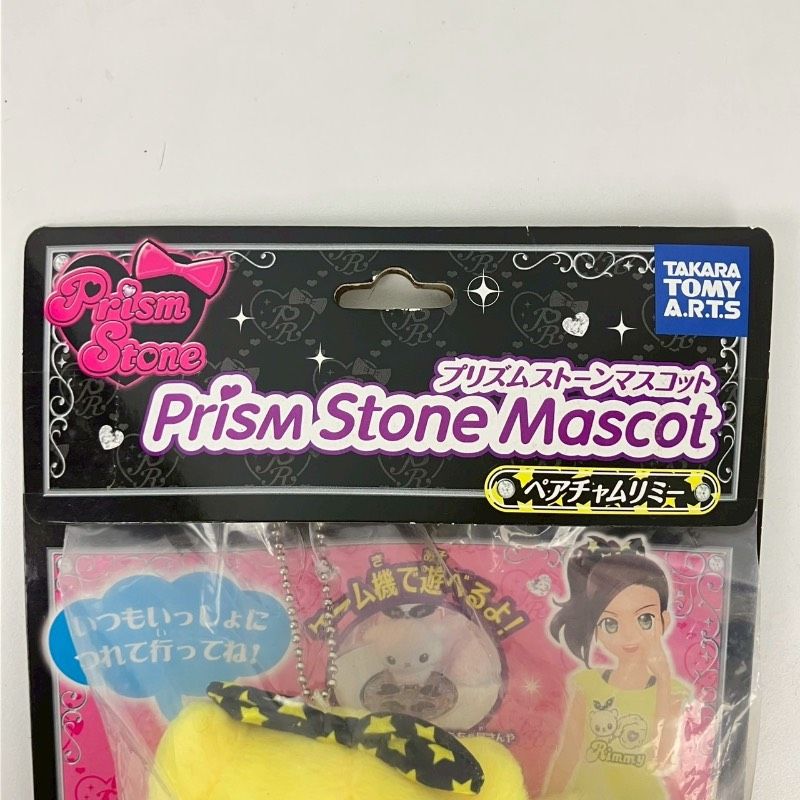 Prism
Stone
TAKARA
TOMY
A.R.T.S
プリズムストーンマスコット
Prism Stone Mascot
ペアチャムリミー
いつもいっしょに
つれて行ってね!
ゲーム機で遊べるよ!
Rimmy